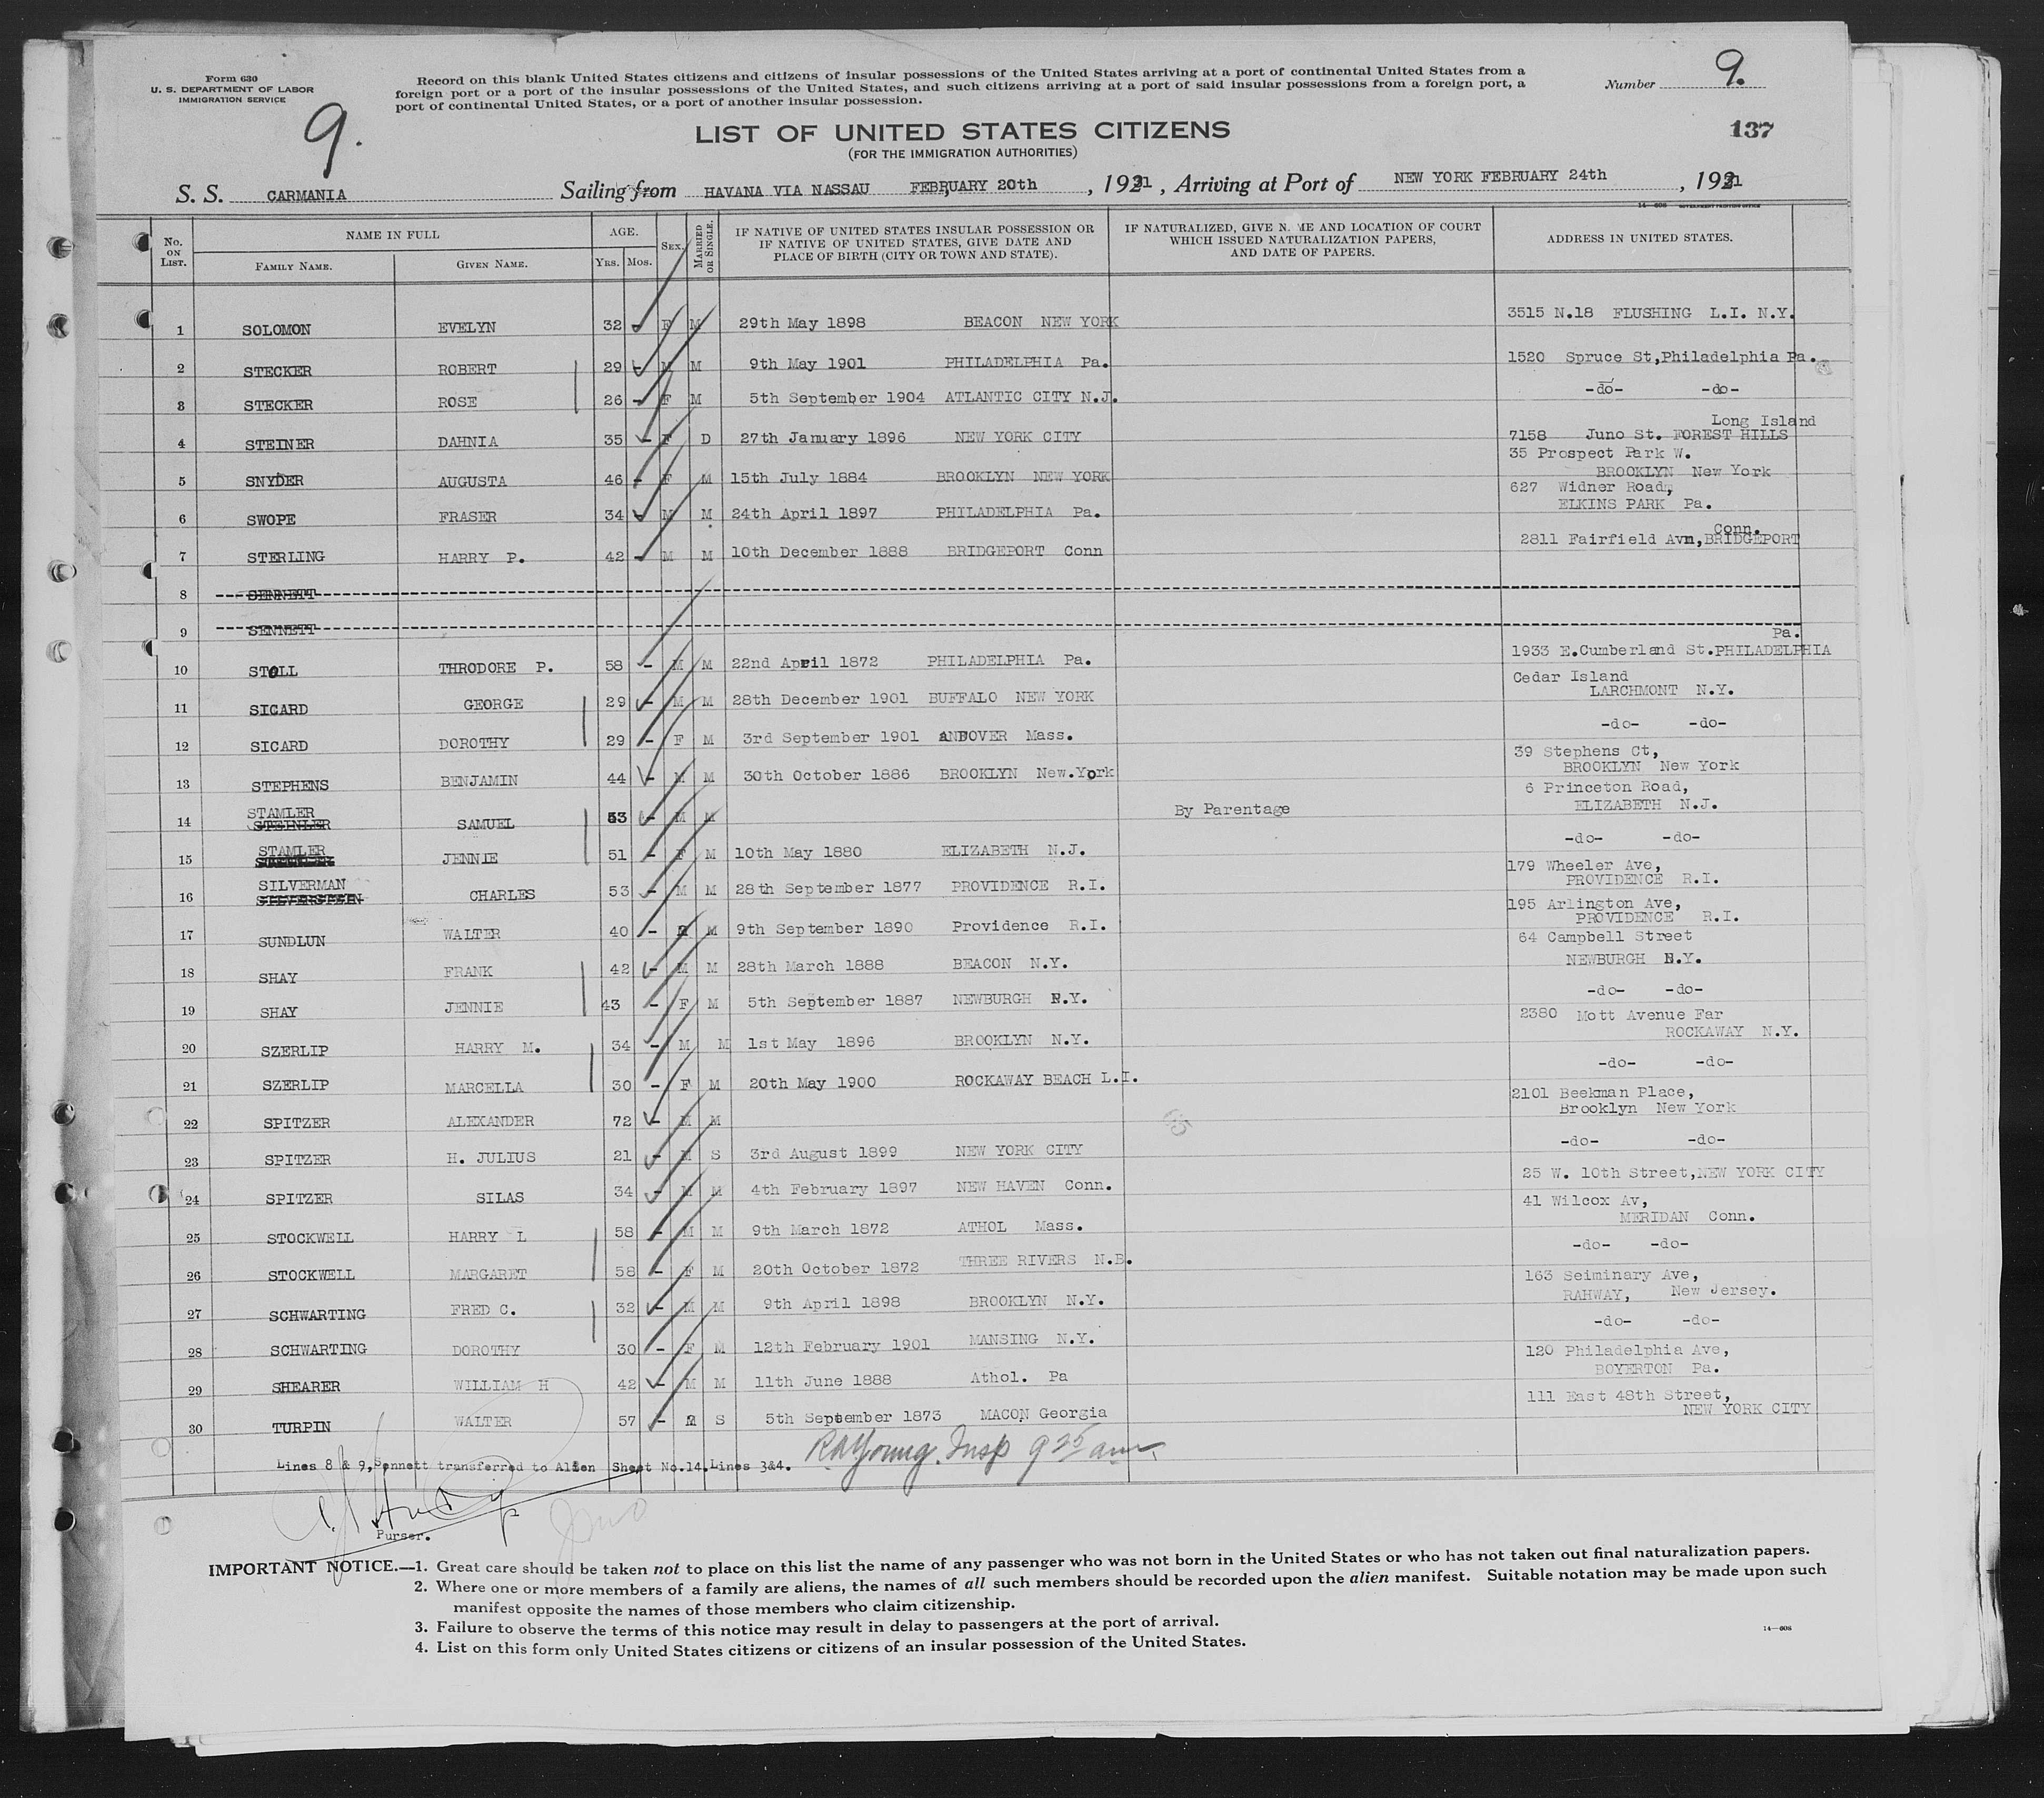 Form 630
U. S. DEPARTMENT OF LABOR
IMMIGRATION SERVICE
9.
Record on this blank United States citizens and citizens of insular possessions of the United States arriving at a port of continental United States from a
foreign port or a port of the insular possessions of the United States, and such citizens arriving at a port of said insular possessions from a foreign port, a
port of continental United States, or a port of another insular possession.
Number 9.
LIST OF UNITED STATES CITIZENS
137
(FOR THE IMMIGRATION AUTHORITIES)
S. S. CARMANIA Sailing from HAVANA VIA NASSAU FEBRUARY 20th, 1931, Arriving at Port of NEW YORK FEBRUARY 24th, 1931
14-608 GOVERNMENT PRINTING OFFICE
No. ON LIST. NAME IN FULL AGE. SEX. MARRIED OR SINGLE. IF NATIVE OF UNITED STATES INSULAR POSSESSION OR IF NATIVE OF UNITED STATES, GIVE DATE AND PLACE OF BIRTH (CITY OR TOWN AND STATE). IF NATURALIZED, GIVE N ME AND LOCATION OF COURT WHICH ISSUED NATURALIZATION PAPERS, AND DATE OF PAPERS. ADDRESS IN UNITED STATES.
FAMILY NAME. GIVEN NAME. YRS. MOS.
1 SOLOMON EVELYN 32 F M 29th May 1898 BEACON NEW YORK 3515 N.18 FLUSHING L.I. N.Y.
2 STECKER ROBERT 29 - M M 9th May 1901 PHILADELPHIA Pa. 1520 Spruce St,Philadelphia Pa.
3 STECKER ROSE 26 - F M 5th September 1904 ATLANTIC CITY N.J. -do- -do-
4 STEINER DAHNIA 35 - F D 27th January 1896 NEW YORK CITY 7158 Juno St. FOREST HILLS Long Island
5 SNYDER AUGUSTA 46 - F M 15th July 1884 BROOKLYN NEW YORK 35 Prospect Park W. BROOKLYN New York
6 SWOPE FRASER 34 - M M 24th April 1897 PHILADELPHIA Pa. 627 Widner Road, ELKINS PARK Pa.
7 STERLING HARRY P. 42 - M M 10th December 1888 BRIDGEPORT Conn 2811 Fairfield Avn,BRIDGEPORT Conn.
8 SENNETT
9 SENNETT
10 STOLL THRODORE P. 58 - M M 22nd April 1872 PHILADELPHIA Pa. 1933 E.Cumberland St.PHILADELPHIA Pa.
11 SICARD GEORGE 29 - M M 28th December 1901 BUFFALO NEW YORK Cedar Island LARCHMONT N.Y.
12 SICARD DOROTHY 29 - F M 3rd September 1901 ANDOVER Mass. -do- -do-
13 STEPHENS BENJAMIN 44 - M M 30th October 1886 BROOKLYN New.York 39 Stephens Ct, BROOKLYN New York
14 STAMLER STEINLER SAMUEL 53 - M M By Parentage 6 Princeton Road, ELIZABETH N.J.
15 STAMLER JENNIE 51 - F M 10th May 1880 ELIZABETH N.J. -do- -do-
16 SILVERMAN SILVERSTEIN CHARLES 53 - M M 28th September 1877 PROVIDENCE R.I. 179 Wheeler Ave, PROVIDENCE R.I.
17 SUNDLUN WALTER 40 - M M 9th September 1890 Providence R.I. 195 Arlington Ave, PROVIDENCE R.I.
18 SHAY FRANK 42 - M M 28th March 1888 BEACON N.Y. 64 Campbell Street NEWBURGH N.Y.
19 SHAY JENNIE 43 - F M 5th September 1887 NEWBURGH N.Y. -do- -do-
20 SZERLIP HARRY M. 34 - M M 1st May 1896 BROOKLYN N.Y. 2380 Mott Avenue Far ROCKAWAY N.Y.
21 SZERLIP MARCELLA 30 - F M 20th May 1900 ROCKAWAY BEACH L.I. -do- -do-
22 SPITZER ALEXANDER 72 - M M 2101 Beekman Place, Brooklyn New York
23 SPITZER H. JULIUS 21 - M S 3rd August 1899 NEW YORK CITY -do- -do-
24 SPITZER SILAS 34 - M M 4th February 1897 NEW HAVEN Conn. 25 W. 10th Street,NEW YORK CITY
25 STOCKWELL HARRY L 58 - M M 9th March 1872 ATHOL Mass. 41 Wilcox Av, MERIDAN Conn.
26 STOCKWELL MARGARET 58 - F M 20th October 1872 THREE RIVERS N.B. -do- -do-
27 SCHWARTING FRED C. 32 - M M 9th April 1898 BROOKLYN N.Y. 163 Seiminary Ave, RAHWAY, New Jersey.
28 SCHWARTING DOROTHY 30 - F M 12th February 1901 MANSING N.Y. -do- -do-
29 SHEARER WILLIAM H 42 - M M 11th June 1888 Athol. Pa 120 Philadelphia Ave, BOYERTON Pa.
30 TURPIN WALTER 57 - M S 5th September 1873 MACON Georgia 111 East 48th Street, NEW YORK CITY
Lines 8 & 9,Sennett transferred to Alien Sheet No.14.Lines 3&4. RA Young. Insp 9 25 am
Purser.
IMPORTANT NOTICE.—1. Great care should be taken not to place on this list the name of any passenger who was not born in the United States or who has not taken out final naturalization papers.
2. Where one or more members of a family are aliens, the names of all such members should be recorded upon the alien manifest. Suitable notation may be made upon such
manifest opposite the names of those members who claim citizenship.
3. Failure to observe the terms of this notice may result in delay to passengers at the port of arrival.
4. List on this form only United States citizens or citizens of an insular possession of the United States.
14—608